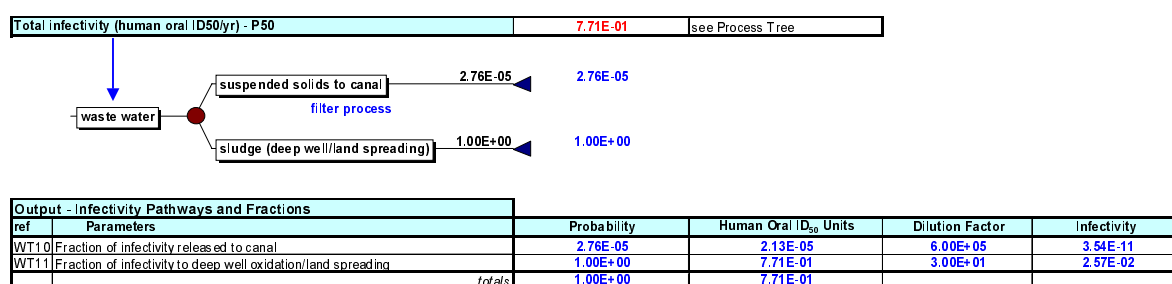 Total infectivity (human oral ID50/yr) - P50 7.71E-01 see Process Tree
suspended solids to canal 2.76E-05 2.76E-05
filter process
waste water
sludge (deep well/land spreading) 1.00E+00 1.00E+00
Output - Infectivity Pathways and Fractions
ref Parameters Probability Human Oral ID50 Units Dilution Factor Infectivity
WT10 Fraction of infectivity released to canal 2.76E-05 2.13E-05 6.00E+05 3.54E-11
WT11 Fraction of infectivity to deep well oxidation/land spreading 1.00E+00 7.71E-01 3.00E+01 2.57E-02
totals 1.00E+00 7.71E-01